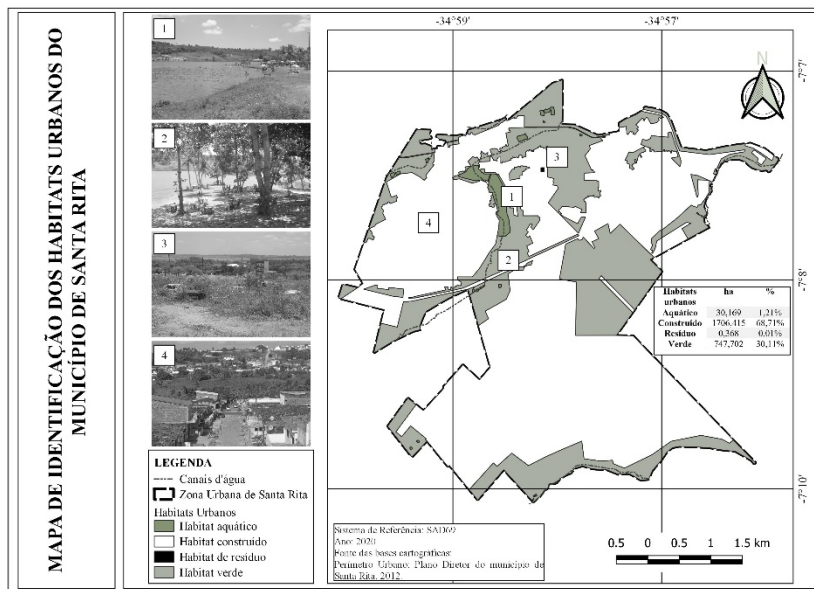 MAPA DE IDENTIFICAÇÃO DOS HABITATS URBANOS DO
MUNICÍPIO DE SANTA RITA
1
2
3
4
LEGENDA
Canais d'água
Zona Urbana de Santa Rita
Habitats Urbanos
Habitat aquático
Habitat construído
Habitat de resíduo
Habitat verde
-34°59'
-34°57'
-7°7'
-7°8'
-7°10'
N
3
1
4
2
Habitats urbanos ha %
Aquático 30,169 1,21%
Construído 1706,415 68,71%
Resíduo 0,368 0,01%
Verde 747,702 30,11%
Sistema de Referência: SAD69
Ano: 2020
Fonte das bases cartográficas:
Perímetro Urbano: Plano Diretor do município de
Santa Rita, 2012.
0.5 0 0.5 1 1.5 km